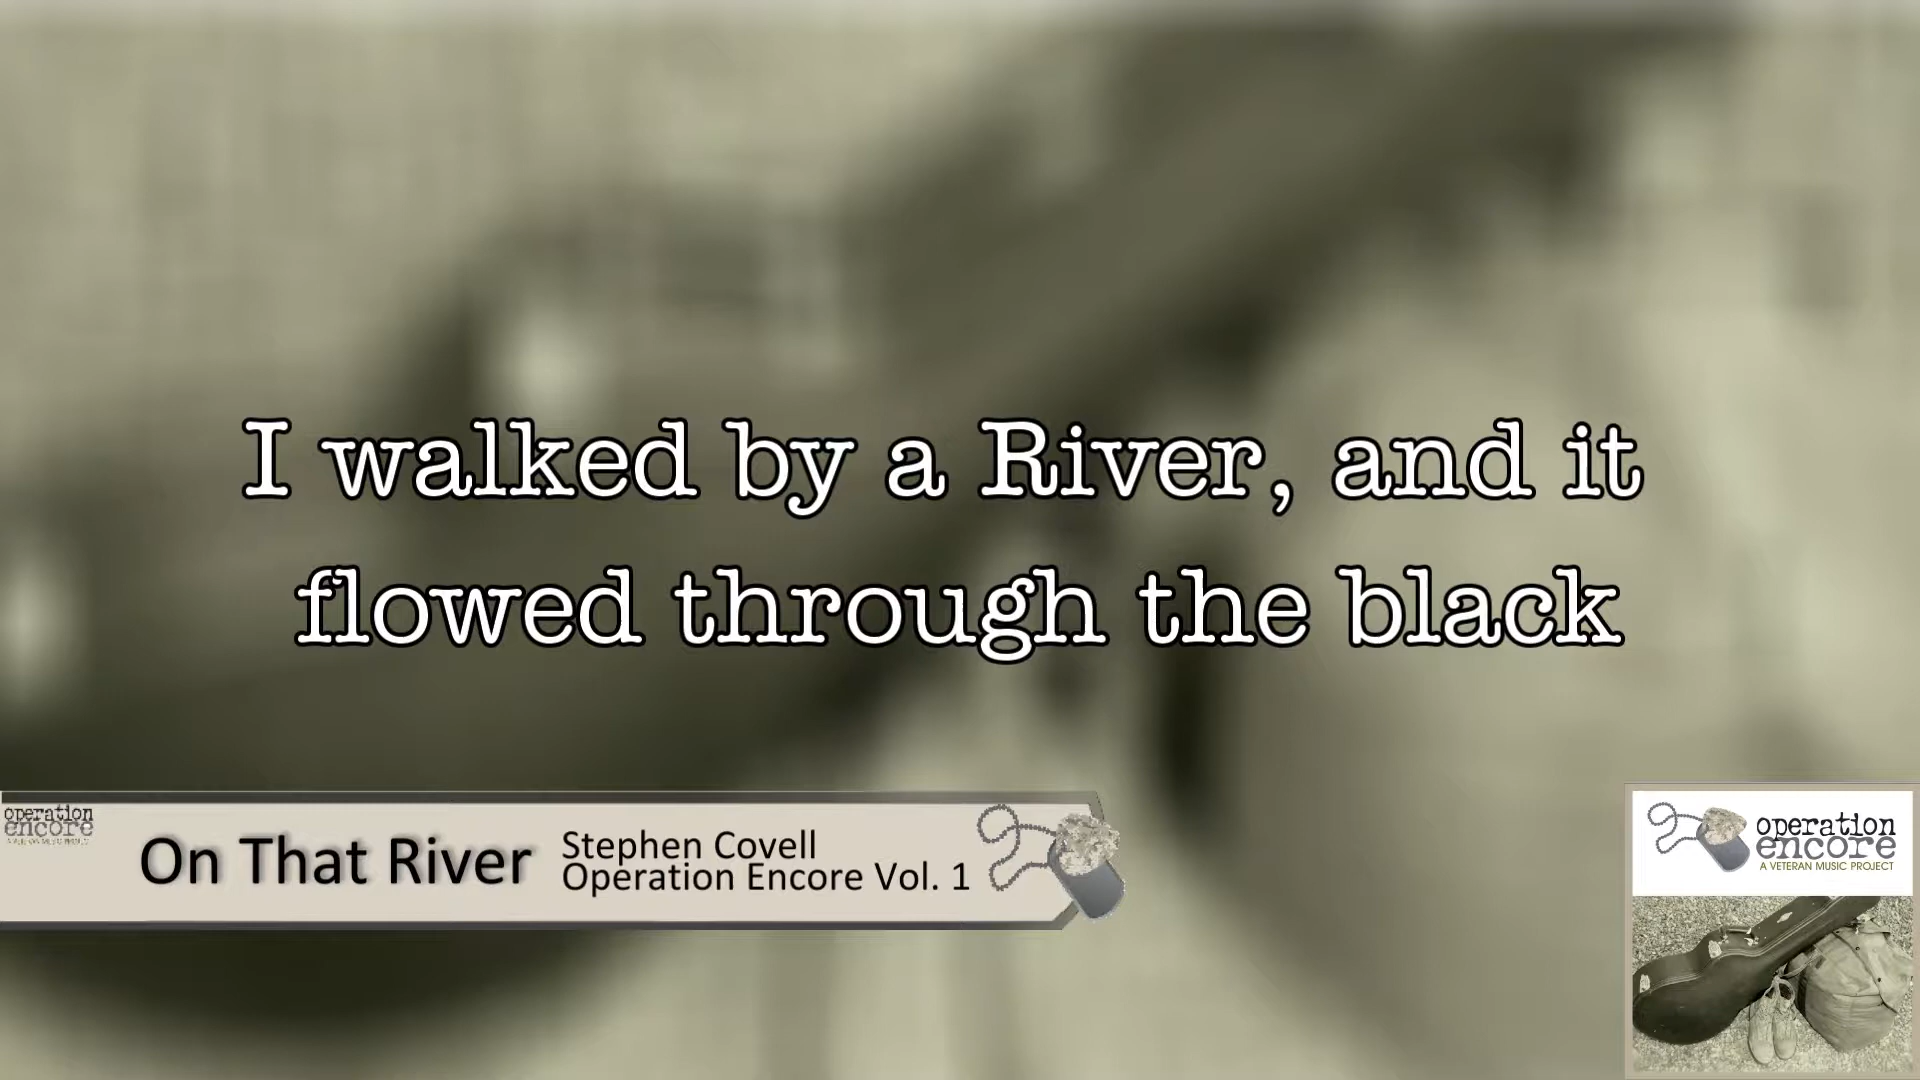 I walked by a River, and it
flowed through the black
operation
encore
On That River
Stephen Covell
Operation Encore Vol. 1
operation
encore
A VETERAN MUSIC PROJECT